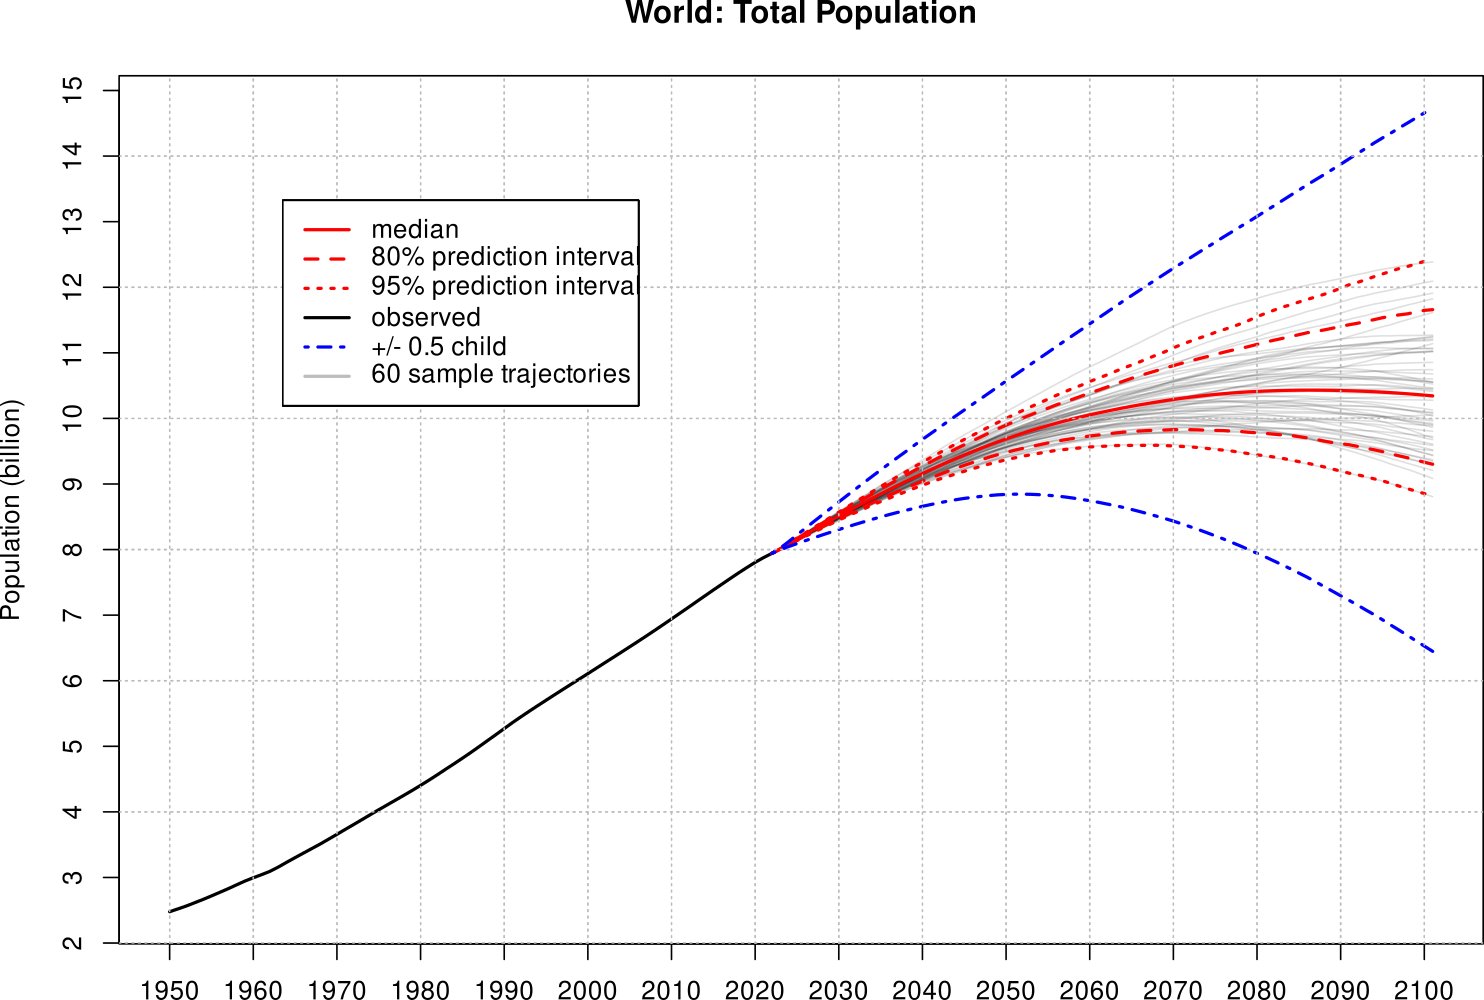 World: Total Population
Population (billion)
15
14
13
12
11
10
9
8
7
6
5
4
3
2
median
80% prediction interval
95% prediction interval
observed
+/- 0.5 child
60 sample trajectories
1950 1960 1970 1980 1990 2000 2010 2020 2030 2040 2050 2060 2070 2080 2090 2100